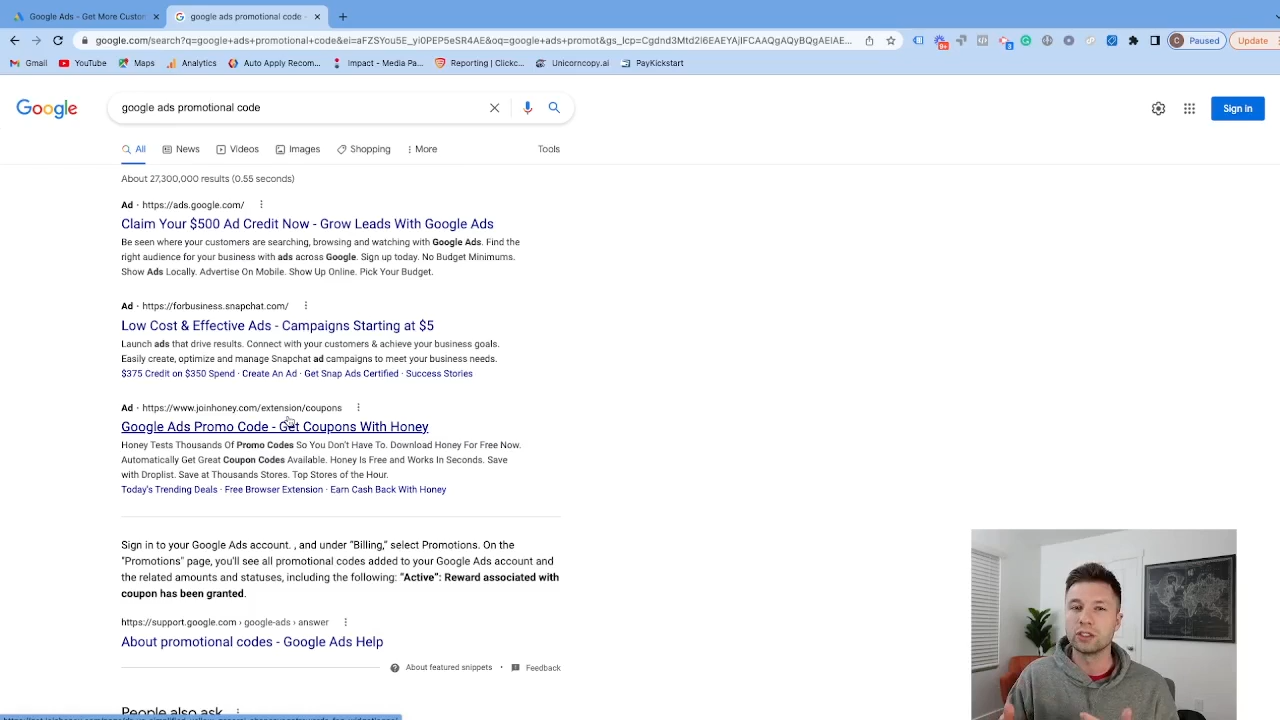 Google Ads - Get More Custor
google ads promotional code -
google.com/search?q=google+ads+promotional+code&ei=aFZSYou5E_yi0PEP5eSR4AE&oq=google+ads+promot&gs_lcp=Cgdnd3Mtd2l6EAEYAjIFCAAQgAQyBQgAEIAE...
9+
3
C Paused
Update
Gmail
YouTube
Maps
Analytics
Auto Apply Recom...
Impact - Media Pa...
Reporting | Clickc...
Unicorncopy.ai
PayKickstart
Google
google ads promotional code
Sign in
All
News
Videos
Images
Shopping
More
Tools
About 27,300,000 results (0.55 seconds)
Ad · https://ads.google.com/
Claim Your $500 Ad Credit Now - Grow Leads With Google Ads
Be seen where your customers are searching, browsing and watching with Google Ads. Find the
right audience for your business with ads across Google. Sign up today. No Budget Minimums.
Show Ads Locally. Advertise On Mobile. Show Up Online. Pick Your Budget.
Ad · https://forbusiness.snapchat.com/
Low Cost & Effective Ads - Campaigns Starting at $5
Launch ads that drive results. Connect with your customers & achieve your business goals.
Easily create, optimize and manage Snapchat ad campaigns to meet your business needs.
$375 Credit on $350 Spend · Create An Ad · Get Snap Ads Certified · Success Stories
Ad · https://www.joinhoney.com/extension/coupons
Google Ads Promo Code - Get Coupons With Honey
Honey Tests Thousands Of Promo Codes So You Don't Have To. Download Honey For Free Now.
Automatically Get Great Coupon Codes Available. Honey Is Free and Works In Seconds. Save
with Droplist. Save at Thousands Stores. Top Stores of the Hour.
Today's Trending Deals · Free Browser Extension · Earn Cash Back With Honey
Sign in to your Google Ads account. , and under "Billing," select Promotions. On the
"Promotions" page, you'll see all promotional codes added to your Google Ads account and
the related amounts and statuses, including the following: "Active": Reward associated with
coupon has been granted.
https://support.google.com › google-ads › answer
About promotional codes - Google Ads Help
About featured snippets
Feedback
People also ask